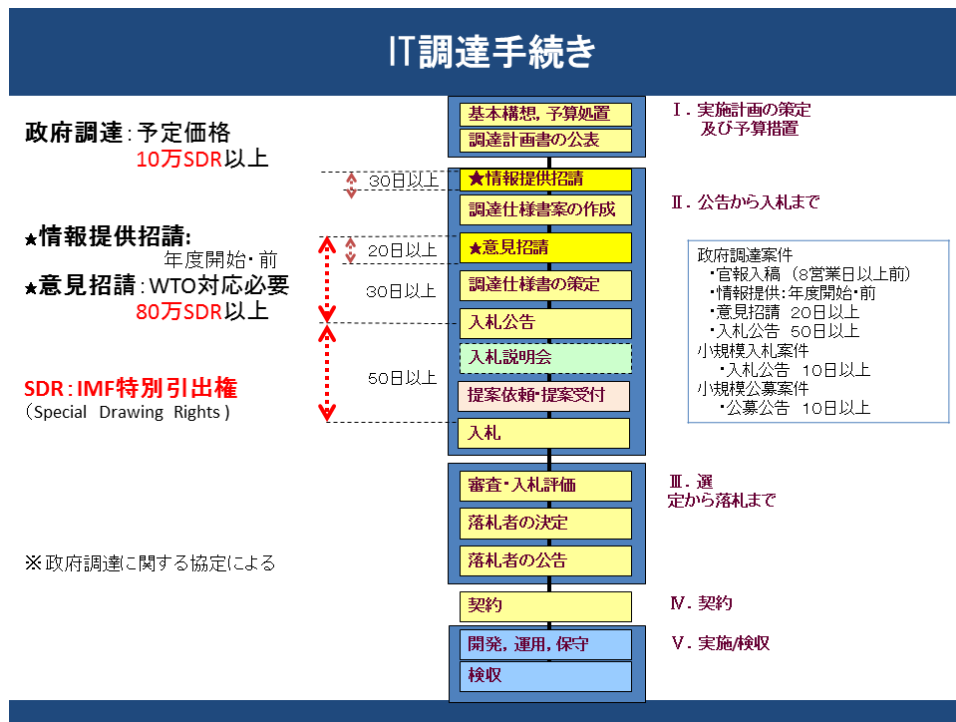 IT調達手続き
政府調達：予定価格
10万SDR以上
★情報提供招請:
年度開始・前
★意見招請：WTO対応必要
80万SDR以上
SDR：IMF特別引出権
（Special Drawing Rights）
※政府調達に関する協定による
30日以上
20日以上
30日以上
50日以上
基本構想，予算処置
調達計画書の公表
★情報提供招請
調達仕様書案の作成
★意見招請
調達仕様書の策定
入札公告
入札説明会
提案依頼・提案受付
入札
審査・入札評価
落札者の決定
落札者の公告
契約
開発，運用，保守
検収
Ⅰ．実施計画の策定
及び予算措置
Ⅱ．公告から入札まで
政府調達案件
・官報入稿（8営業日以上前）
・情報提供：年度開始・前
・意見招請 20日以上
・入札公告 50日以上
小規模入札案件
・入札公告 10日以上
小規模公募案件
・公募公告 10日以上
Ⅲ．選
定から落札まで
Ⅳ．契約
Ⅴ．実施/検収